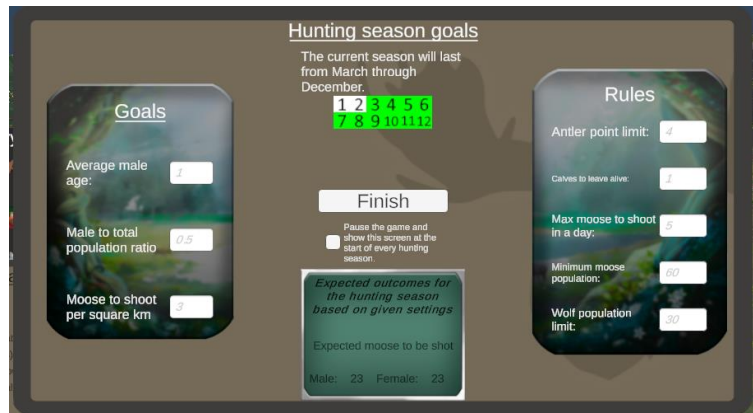 Hunting season goals
The current season will last
from March through
December.
1 2 3 4 5 6
7 8 9 10 11 12
Goals
Average male
age:
1
Male to total
population ratio
0.5
Moose to shoot
per square km
3
Finish
Pause the game and
show this screen at the
start of every hunting
season.
Expected outcomes for
the hunting season
based on given settings
Expected moose to be shot
Male: 23 Female: 23
Rules
Antler point limit:
4
Calves to leave alive:
1
Max moose to shoot
in a day:
5
Minimum moose
population:
60
Wolf population
limit:
30